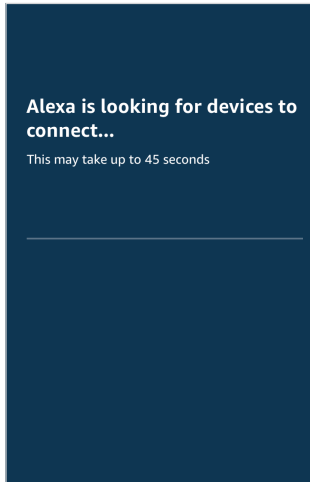 Alexa is looking for devices to
connect...
This may take up to 45 seconds